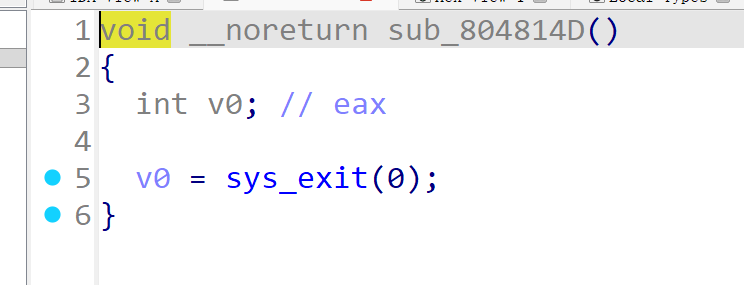 1 void __noreturn sub_804814D()
2 {
3 int v0; // eax
4
5 v0 = sys_exit(0);
6 }